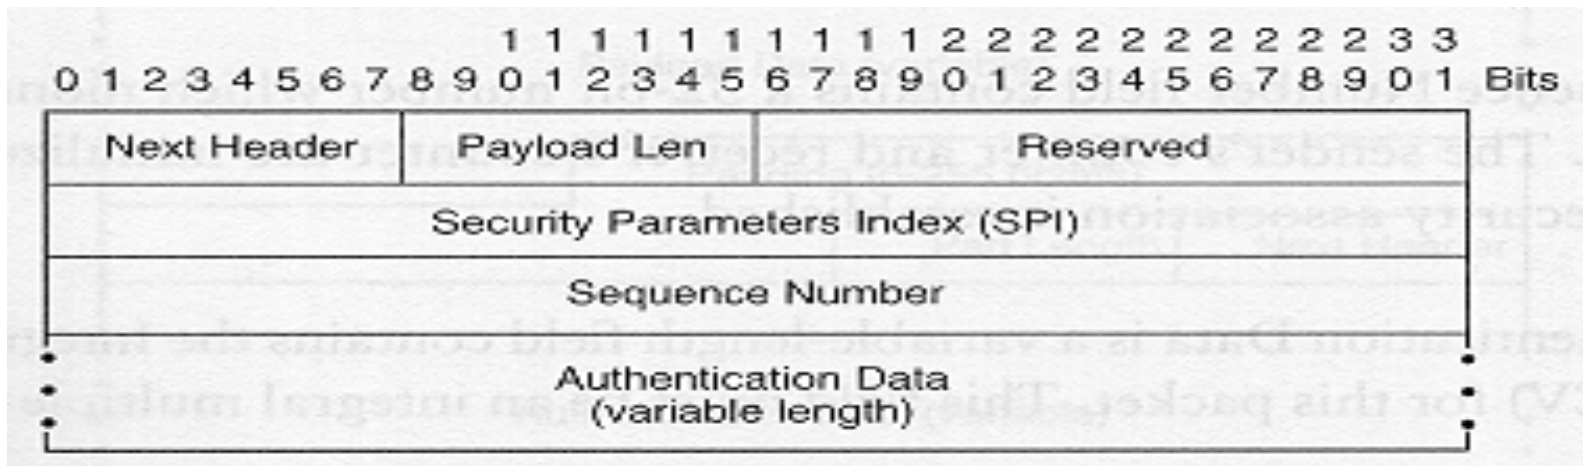 1 1 1 1 1 1 1 1 1 1 2 2 2 2 2 2 2 2 2 2 3 3
0 1 2 3 4 5 6 7 8 9 0 1 2 3 4 5 6 7 8 9 0 1 2 3 4 5 6 7 8 9 0 1 Bits
Next Header Payload Len Reserved
Security Parameters Index (SPI)
Sequence Number
Authentication Data
(variable length)